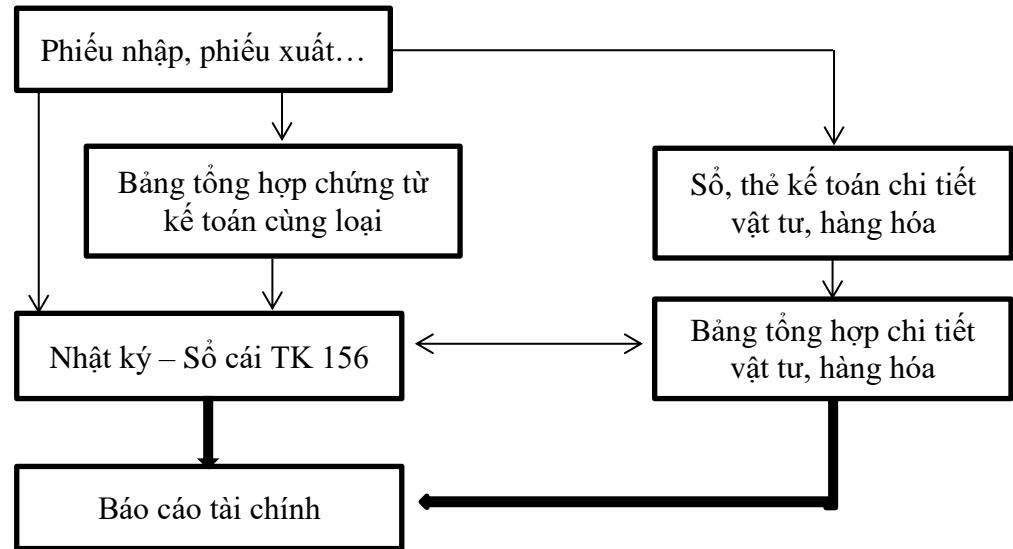 Phiếu nhập, phiếu xuất…
Bảng tổng hợp chứng từ
kế toán cùng loại
Sổ, thẻ kế toán chi tiết
vật tư, hàng hóa
Nhật ký – Sổ cái TK 156
Bảng tổng hợp chi tiết
vật tư, hàng hóa
Báo cáo tài chính